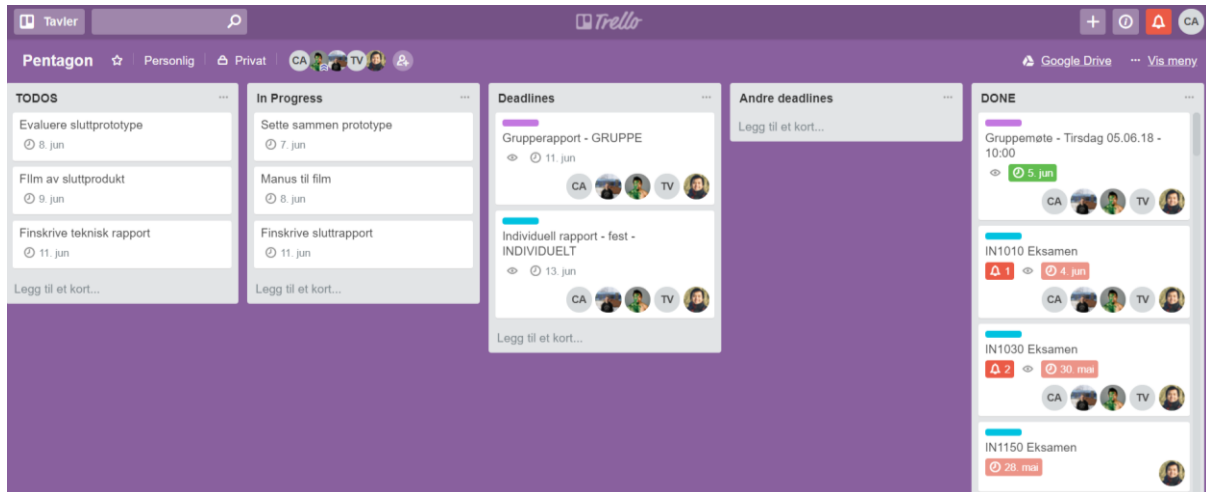 Tavler
Trello
CA
Pentagon
Personlig
Privat
CA
TV
Google Drive
... Vis meny
TODOS
...
Evaluere sluttprototype
8. jun
FIlm av sluttprodukt
9. jun
Finskrive teknisk rapport
11. jun
Legg til et kort...
In Progress
...
Sette sammen prototype
7. jun
Manus til film
8. jun
Finskrive sluttrapport
11. jun
Legg til et kort...
Deadlines
...
Grupperapport - GRUPPE
11. jun
CA
TV
Individuell rapport - fest -
INDIVIDUELT
13. jun
CA
TV
Legg til et kort...
Andre deadlines
...
Legg til et kort...
DONE
...
Gruppemøte - Tirsdag 05.06.18 -
10:00
5. jun
CA
TV
IN1010 Eksamen
1
4. jun
CA
TV
IN1030 Eksamen
2
30. mai
CA
TV
IN1150 Eksamen
28. mai